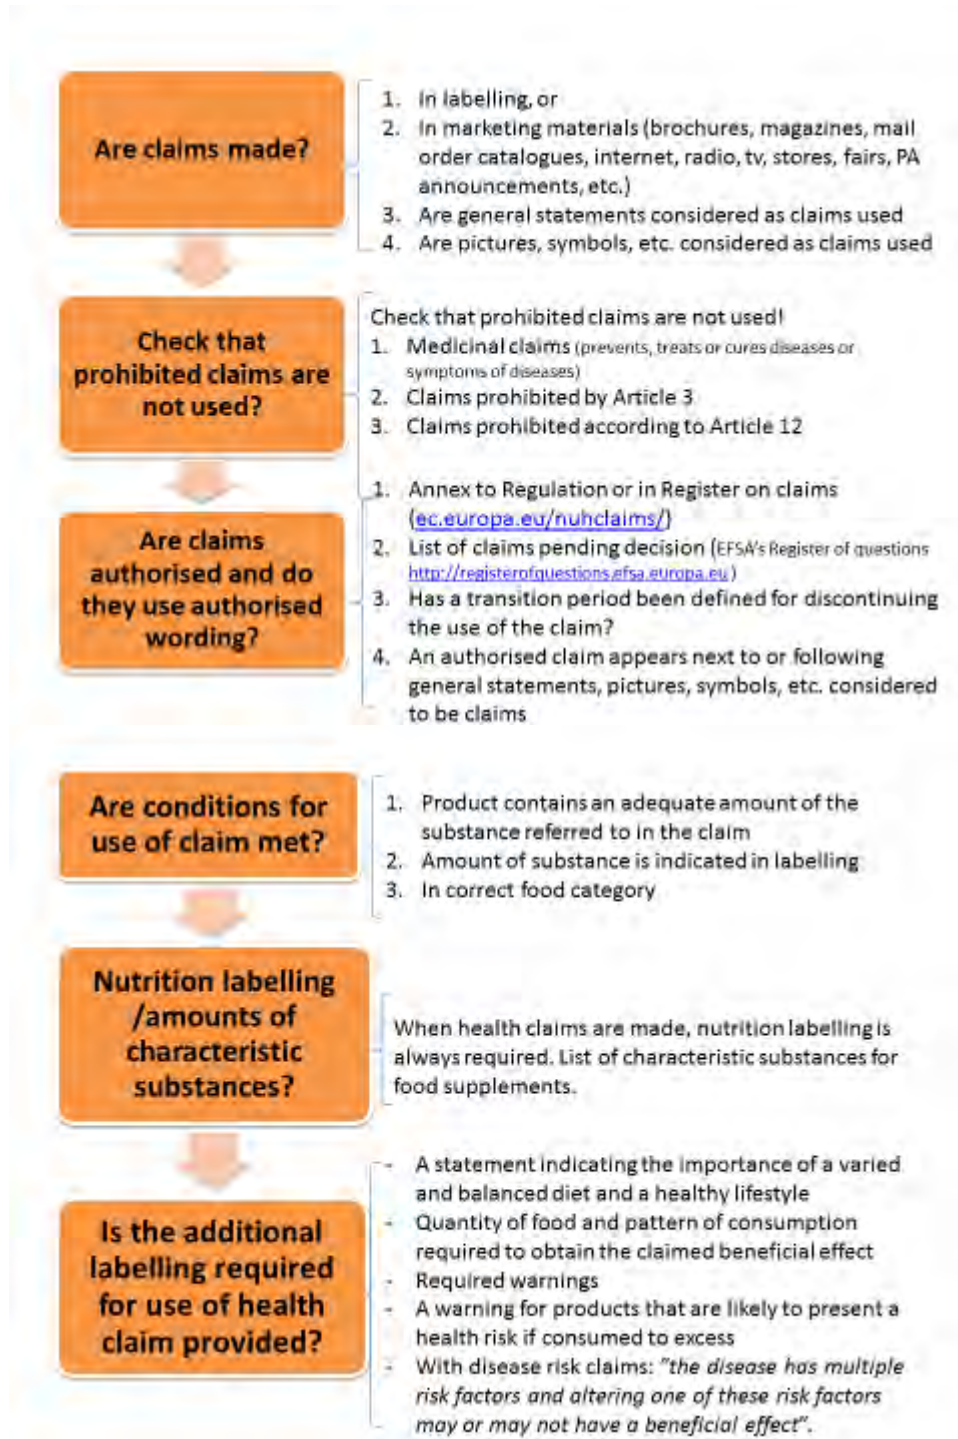 Are claims made?
1. In labelling, or
2. In marketing materials (brochures, magazines, mail
order catalogues, internet, radio, tv, stores, fairs, PA
announcements, etc.)
3. Are general statements considered as claims used
4. Are pictures, symbols, etc. considered as claims used
Check that
prohibited claims are
not used?
Check that prohibited claims are not used!
1. Medicinal claims (prevents, treats or cures diseases or
symptoms of diseases)
2. Claims prohibited by Article 3
3. Claims prohibited according to Article 12
Are claims
authorised and do
they use authorised
wording?
1. Annex to Regulation or in Register on claims
(ec.europa.eu/nuhclaims/)
2. List of claims pending decision (EFSA's Register of questions
http://registerofquestions.efsa.europa.eu)
3. Has a transition period been defined for discontinuing
the use of the claim?
4. An authorised claim appears next to or following
general statements, pictures, symbols, etc. considered
to be claims
Are conditions for
use of claim met?
1. Product contains an adequate amount of the
substance referred to in the claim
2. Amount of substance is indicated in labelling
3. In correct food category
Nutrition labelling
/amounts of
characteristic
substances?
When health claims are made, nutrition labelling is
always required. List of characteristic substances for
food supplements.
Is the additional
labelling required
for use of health
claim provided?
- A statement indicating the importance of a varied
and balanced diet and a healthy lifestyle
- Quantity of food and pattern of consumption
required to obtain the claimed beneficial effect
- Required warnings
- A warning for products that are likely to present a
health risk if consumed to excess
- With disease risk claims: "the disease has multiple
risk factors and altering one of these risk factors
may or may not have a beneficial effect".